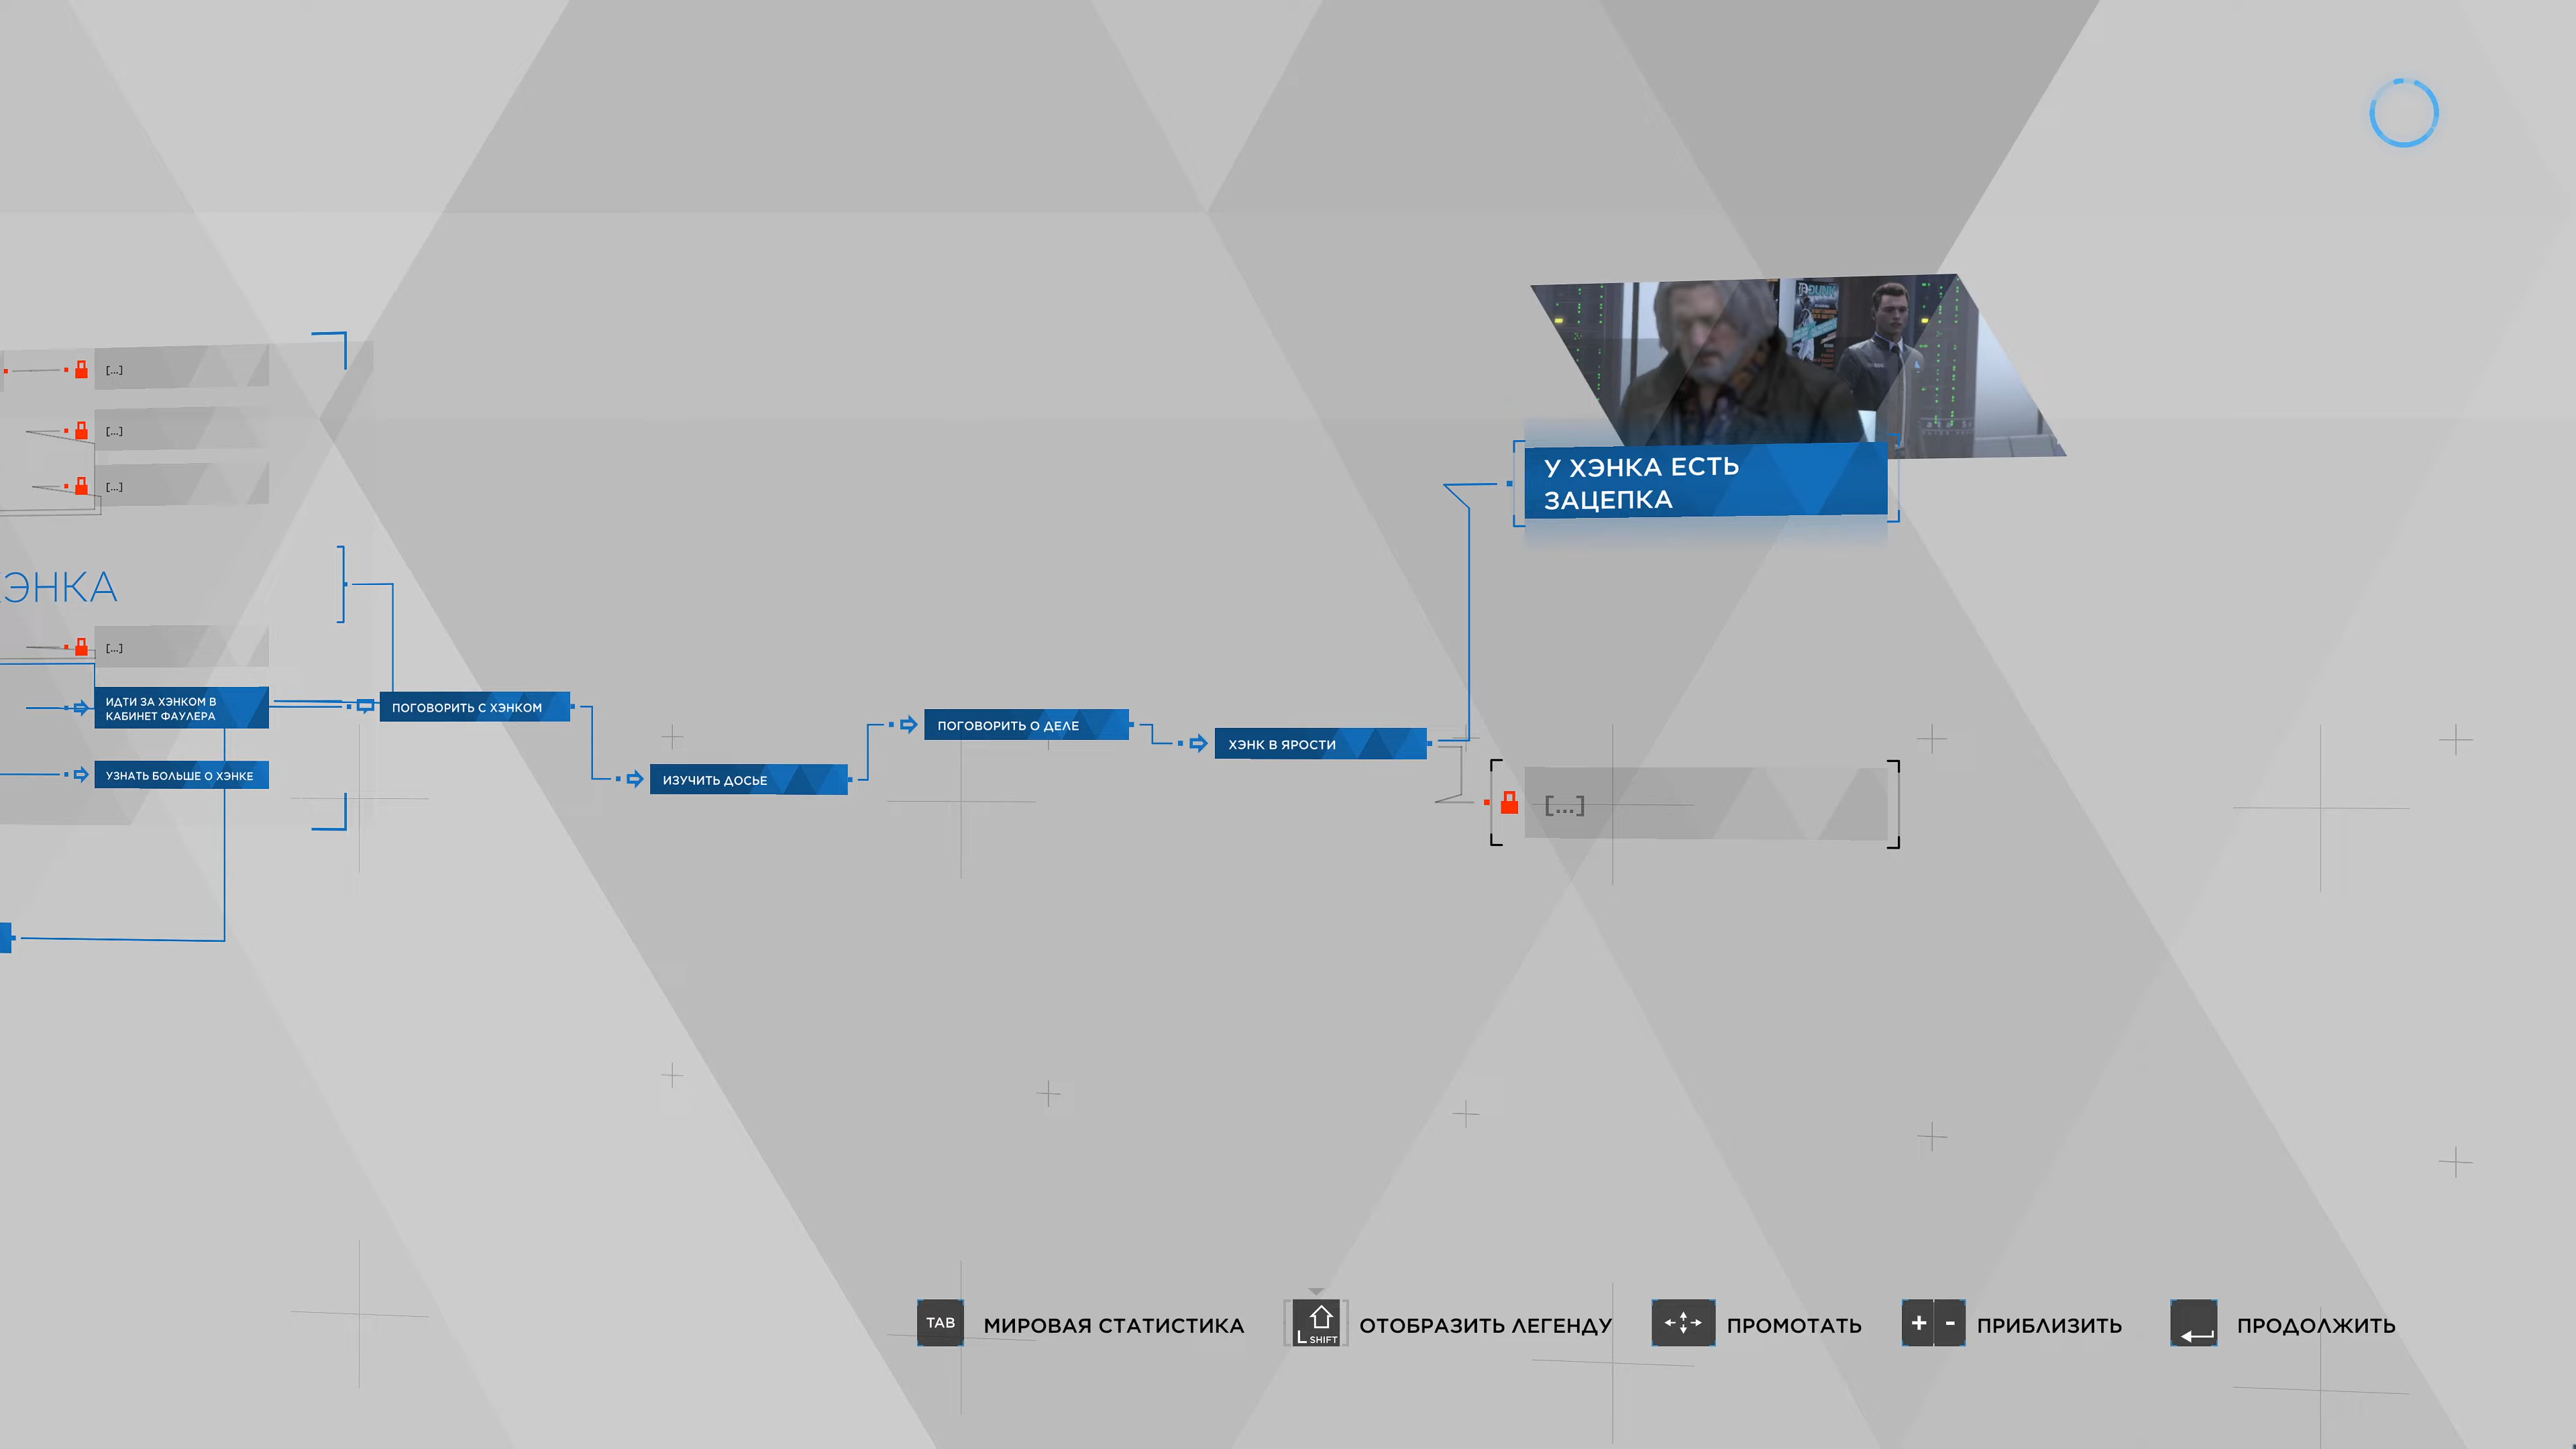 [...]
[...]
[...]
ЭНКА
[...]
ИДТИ ЗА ХЭНКОМ В
КАБИНЕТ ФАУЛЕРА
УЗНАТЬ БОЛЬШЕ О ХЭНКЕ
ПОГОВОРИТЬ С ХЭНКОМ
ИЗУЧИТЬ ДОСЬЕ
ПОГОВОРИТЬ О ДЕЛЕ
ХЭНК В ЯРОСТИ
У ХЭНКА ЕСТЬ
ЗАЦЕПКА
[...]
TAB МИРОВАЯ СТАТИСТИКА
L SHIFT ОТОБРАЗИТЬ ЛЕГЕНДУ
ПРОМОТАТЬ
+ - ПРИБЛИЗИТЬ
ПРОДОЛЖИТЬ